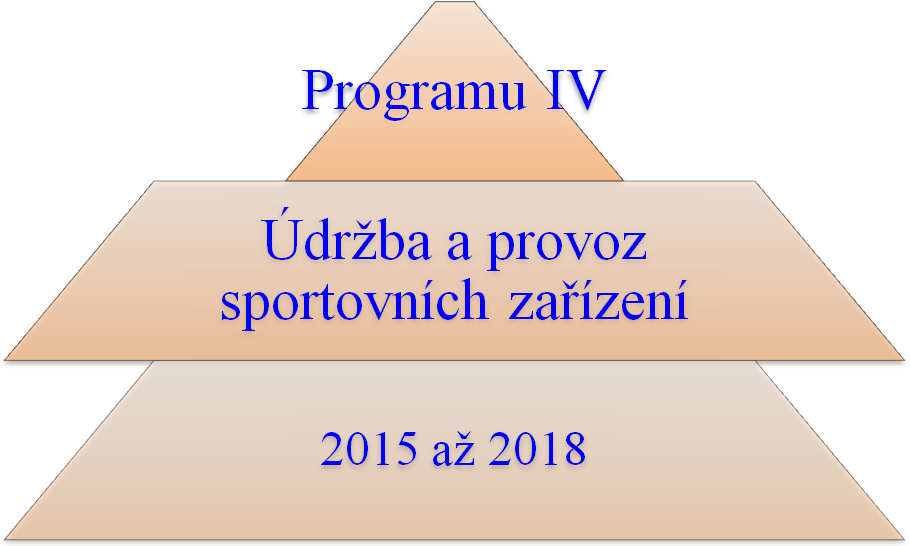 Programu IV
Údržba a provoz
sportovních zařízení
2015 až 2018